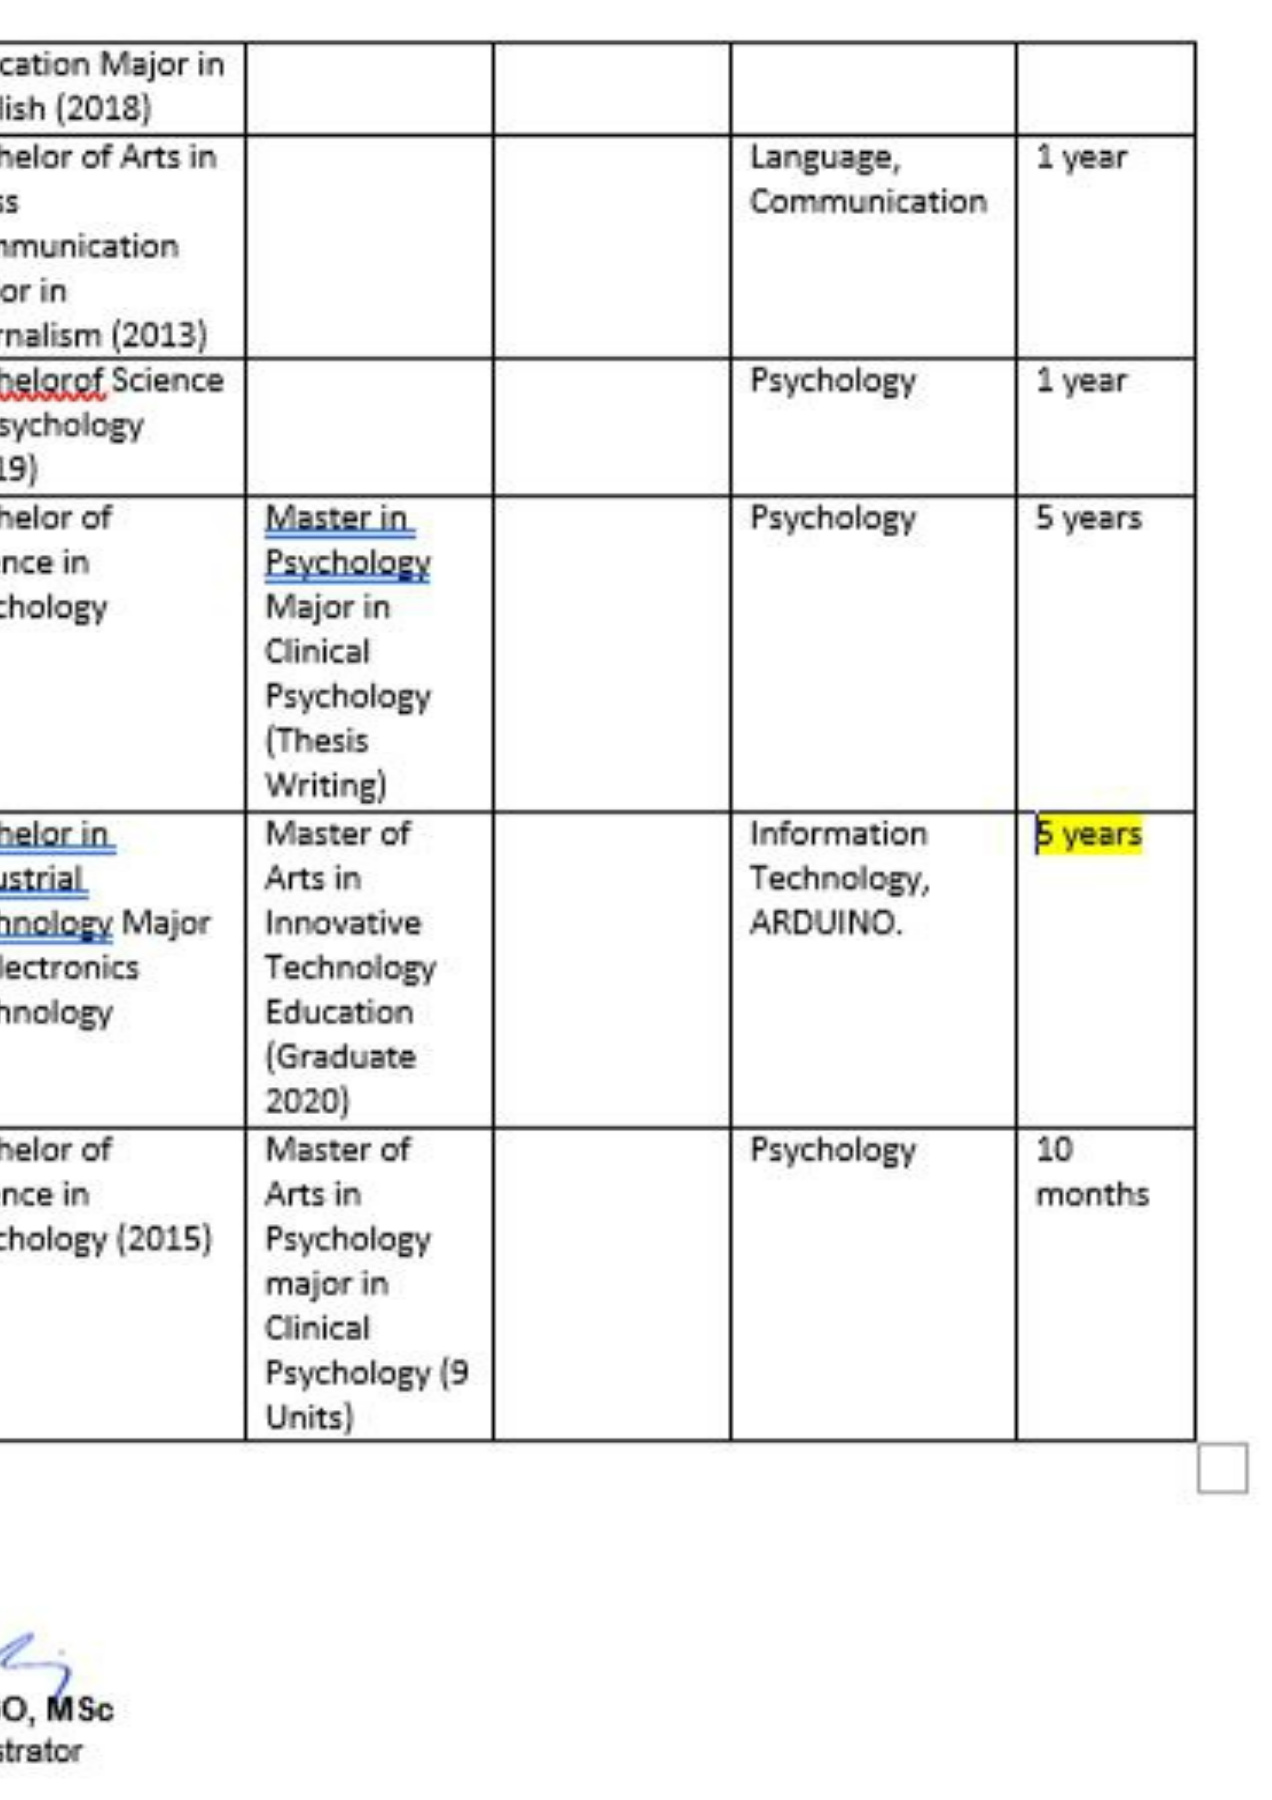 cation Major in
lish (2018)
helor of Arts in
ss
mmunication
or in
rnalism (2013)
Language,
Communication
1 year
helorof Science
sychology
19)
Psychology
1 year
helor of
nce in
chology
Master in
Psychology
Major in
Clinical
Psychology
(Thesis
Writing)
Psychology
5 years
helor in
ustrial
hnology Major
lectronics
hnology
Master of
Arts in
Innovative
Technology
Education
(Graduate
2020)
Information
Technology,
ARDUINO.
5 years
helor of
nce in
chology (2015)
Master of
Arts in
Psychology
major in
Clinical
Psychology (9
Units)
Psychology
10
months
O, MSc
strator